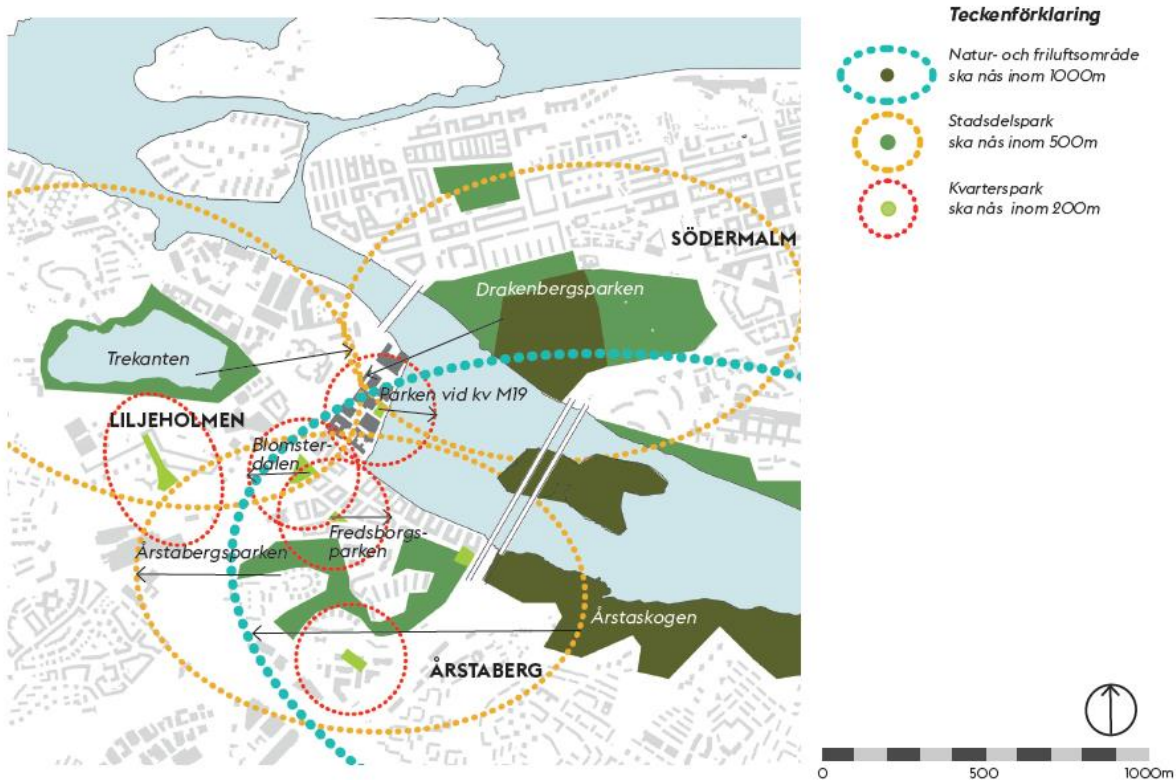 Teckenförklaring
Natur- och friluftsområde
ska nås inom 1000m
Stadsdelspark
ska nås inom 500m
Kvarterspark
ska nås inom 200m
SÖDERMALM
Drakenbergsparken
Trekanten
Parken vid kv M19
LILJEHOLMEN
Blomster-
dalen
Fredsborgs-
parken
Årstabergsparken
Årstaskogen
ÅRSTABERG
0 500 1000m